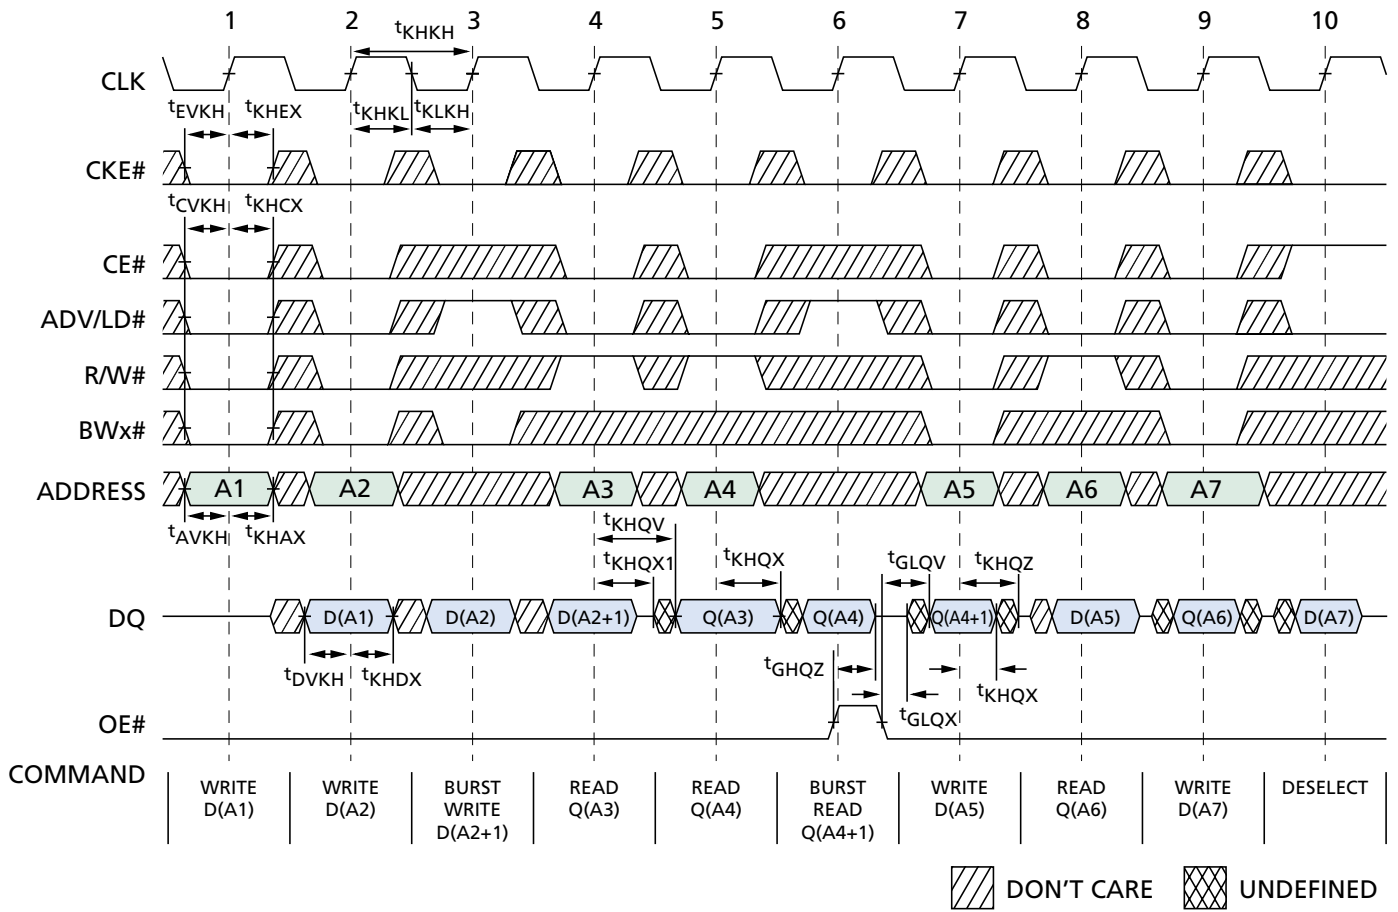 1 2 3 4 5 6 7 8 9 10
tKHKH
CLK
tEVKH tKHEX tKHKL tKLKH
CKE#
tCVKH tKHCX
CE#
ADV/LD#
R/W#
BWx#
ADDRESS A1 A2 A3 A4 A5 A6 A7
tAVKH tKHAX tKHQV
tKHQX1 tKHQX tGLQV tKHQZ
DQ D(A1) D(A2) D(A2+1) Q(A3) Q(A4) Q(A4+1) D(A5) Q(A6) D(A7)
tDVKH tKHDX tGHQZ tKHQX
tGLQX
OE#
COMMAND
WRITE WRITE BURST READ READ BURST WRITE READ WRITE DESELECT
D(A1) D(A2) WRITE Q(A3) Q(A4) READ D(A5) Q(A6) D(A7)
D(A2+1) Q(A4+1)
DON'T CARE UNDEFINED